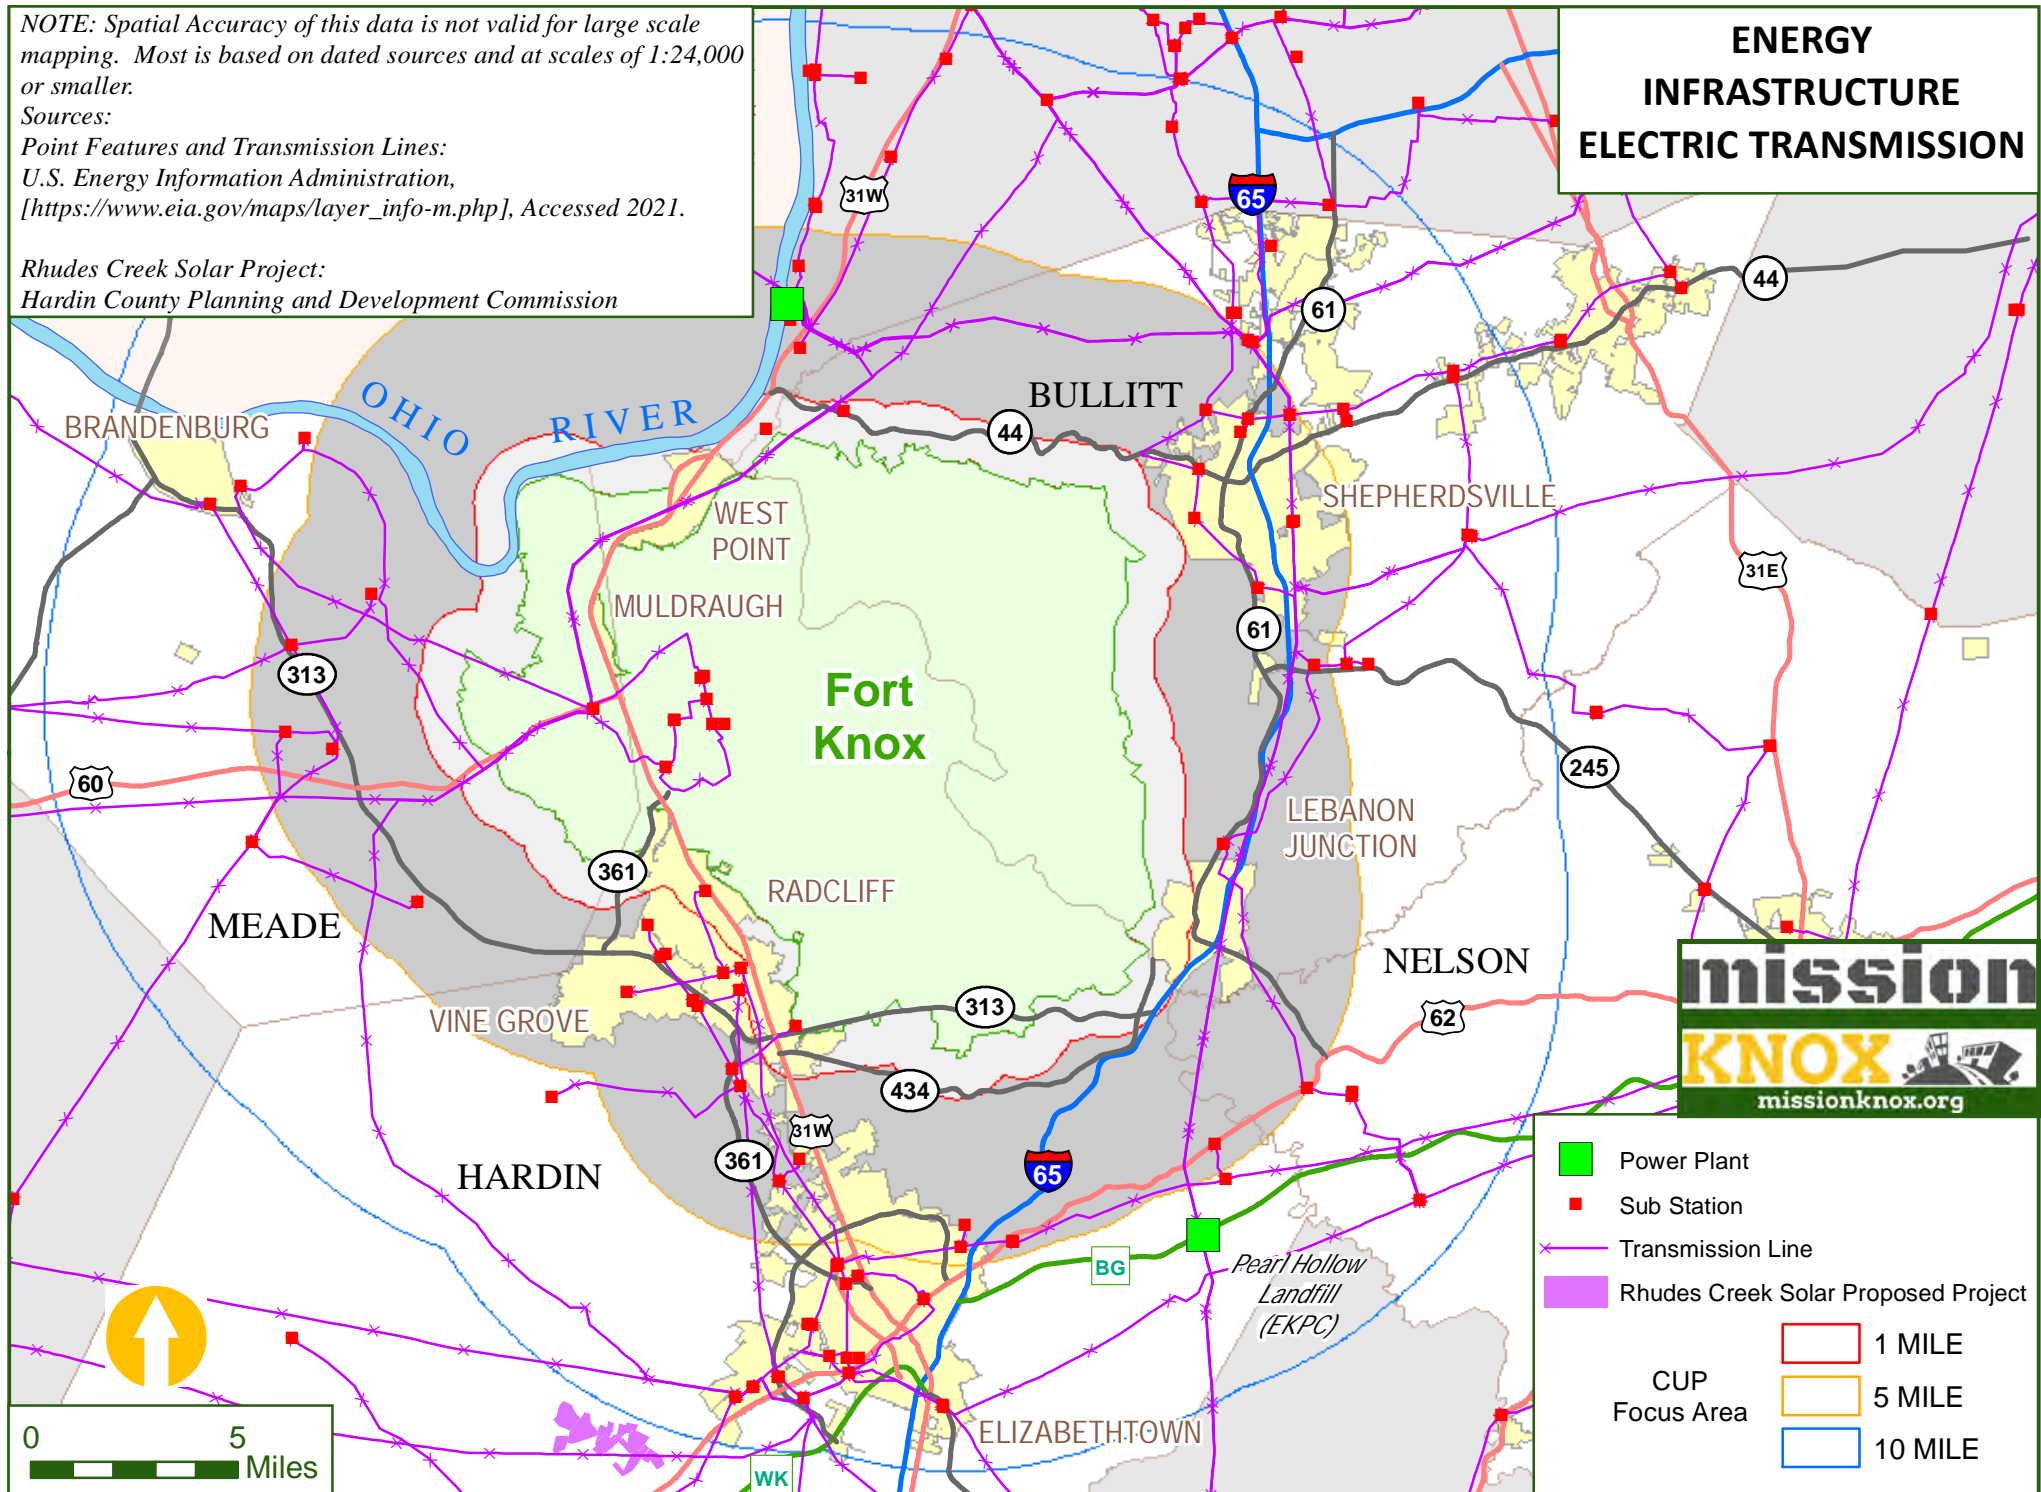 NOTE: Spatial Accuracy of this data is not valid for large scale
mapping.  Most is based on dated sources and at scales of 1:24,000
or smaller.
Sources:
Point Features and Transmission Lines:
U.S. Energy Information Administration,
[https://www.eia.gov/maps/layer_info-m.php], Accessed 2021.
Rhudes Creek Solar Project:
Hardin County Planning and Development Commission
ENERGY
INFRASTRUCTURE
ELECTRIC TRANSMISSION
31W
65
61
44
OHIO RIVER
BRANDENBURG
BULLITT
44
SHEPHERDSVILLE
WEST
POINT
31E
MULDRAUGH
61
313
Fort
Knox
60
245
LEBANON
JUNCTION
361
RADCLIFF
MEADE
NELSON
VINE GROVE
313
62
434
31W
361
65
HARDIN
BG
Pearl Hollow
Landfill
(EKPC)
ELIZABETHTOWN
WK
mission
KNOX
missionknox.org
Power Plant
Sub Station
Transmission Line
Rhudes Creek Solar Proposed Project
CUP
Focus Area
1 MILE
5 MILE
10 MILE
0 5
Miles